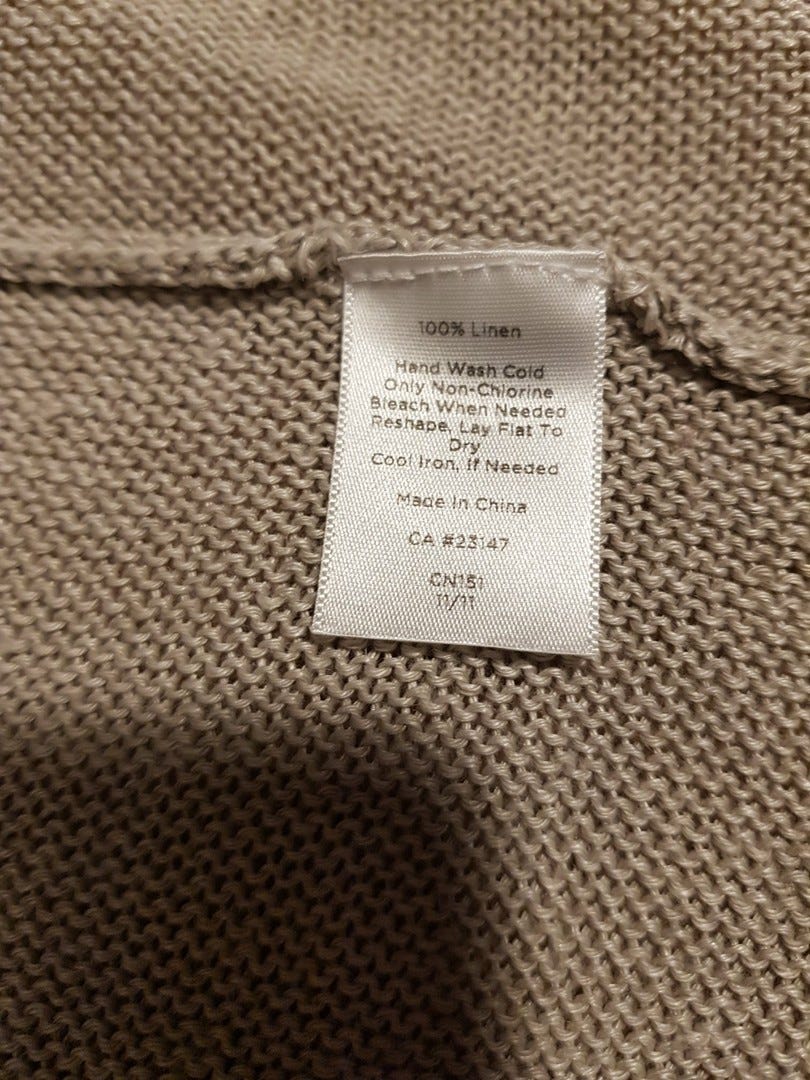 100% Linen
Hand Wash Cold
Only Non-Chlorine
Bleach When Needed
Reshape, Lay Flat To
Dry
Cool Iron, If Needed
Made In China
CA #23147
CN151
11/11